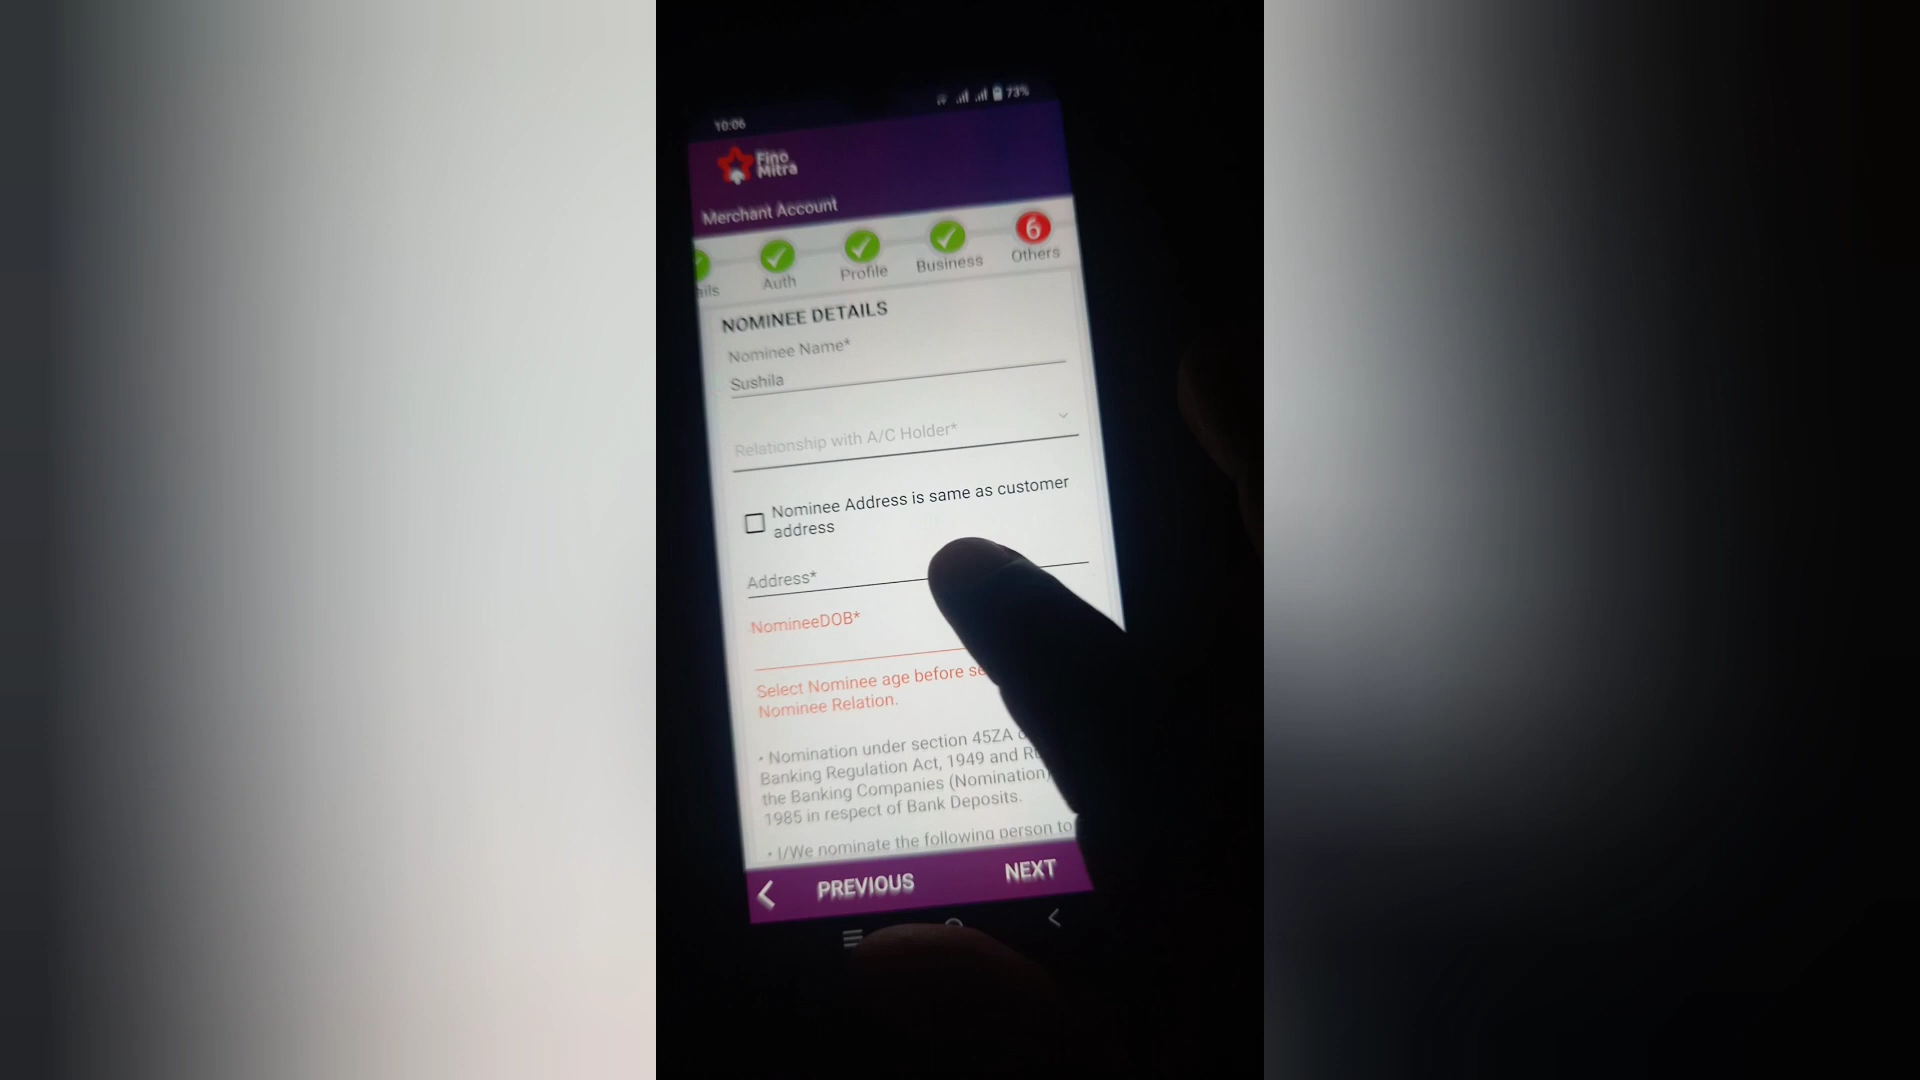 10:06
73%
Fino
Mitra
Merchant Account
6
ails
Auth
Profile
Business
Others
NOMINEE DETAILS
Nominee Name*
Sushila
Relationship with A/C Holder*
Nominee Address is same as customer
address
Address*
NomineeDOB*
Select Nominee age before
Nominee Relation.
• Nomination under section 45ZA
Banking Regulation Act, 1949 and
the Banking Companies (Nomination)
1985 in respect of Bank Deposits.
• I/We nominate the following person to
PREVIOUS
NEXT